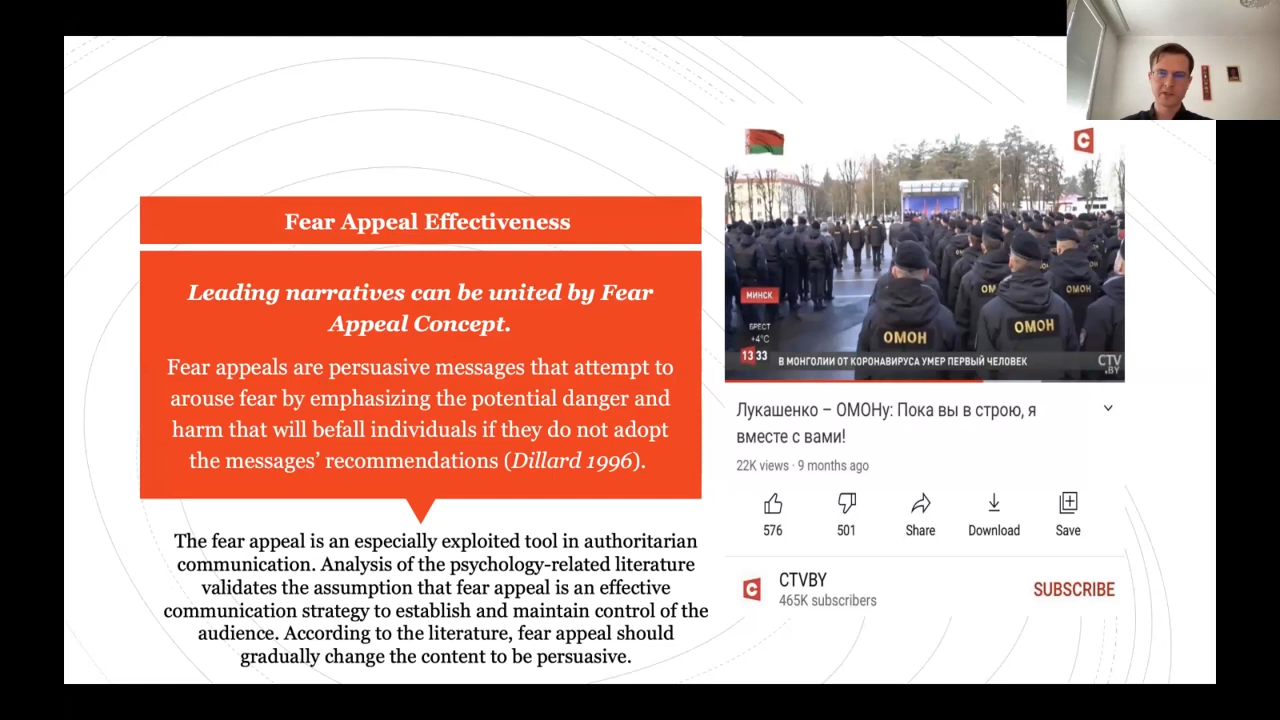 Fear Appeal Effectiveness
Leading narratives can be united by Fear
Appeal Concept.
Fear appeals are persuasive messages that attempt to
arouse fear by emphasizing the potential danger and
harm that will befall individuals if they do not adopt
the messages’ recommendations (Dillard 1996).
The fear appeal is an especially exploited tool in authoritarian
communication. Analysis of the psychology-related literature
validates the assumption that fear appeal is an effective
communication strategy to establish and maintain control of the
audience. According to the literature, fear appeal should
gradually change the content to be persuasive.
C
ОМОН
ОМОН
ОМОН
МИНСК
БРЕСТ
+4°C
13 33
В МОНГОЛИИ ОТ КОРОНАВИРУСА УМЕР ПЕРВЫЙ ЧЕЛОВЕК
CTV
.BY
Лукашенко – ОМОНу: Пока вы в строю, я
вместе с вами!
22K views · 9 months ago
576
501
Share
Download
Save
C
CTVBY
465K subscribers
SUBSCRIBE